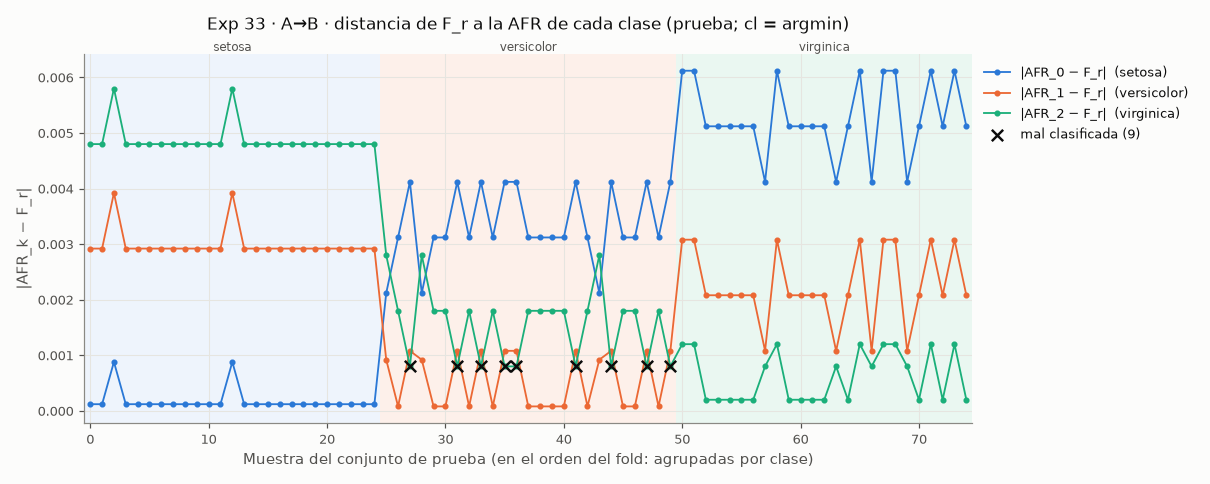 Exp 33 · A→B · distancia de F_r a la AFR de cada clase (prueba; cl = argmin)
setosa
versicolor
virginica
|AFR_k − F_r|
0.006
0.005
0.004
0.003
0.002
0.001
0.000
0
10
20
30
40
50
60
70
Muestra del conjunto de prueba (en el orden del fold: agrupadas por clase)
|AFR_0 − F_r| (setosa)
|AFR_1 − F_r| (versicolor)
|AFR_2 − F_r| (virginica)
mal clasificada (9)